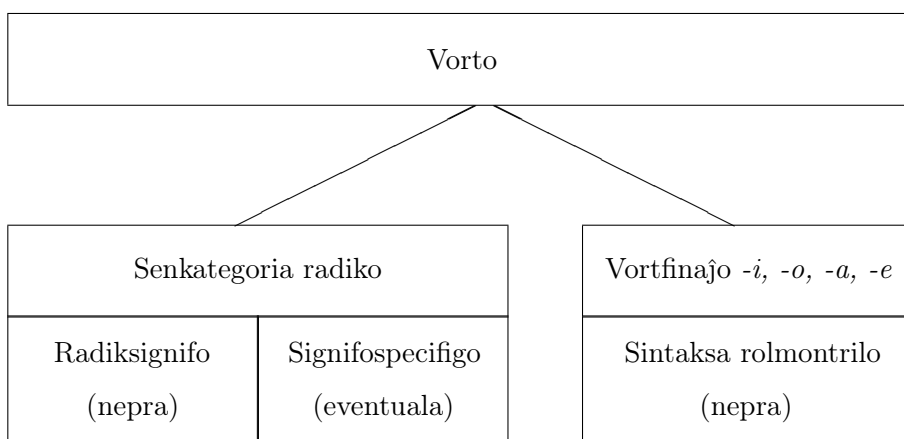 Vorto
Senkategoria radiko
Vortfinaĵo -i, -o, -a, -e
Radiksignifo
(nepra)
Signifospecifigo
(eventuala)
Sintaksa rolmontrilo
(nepra)